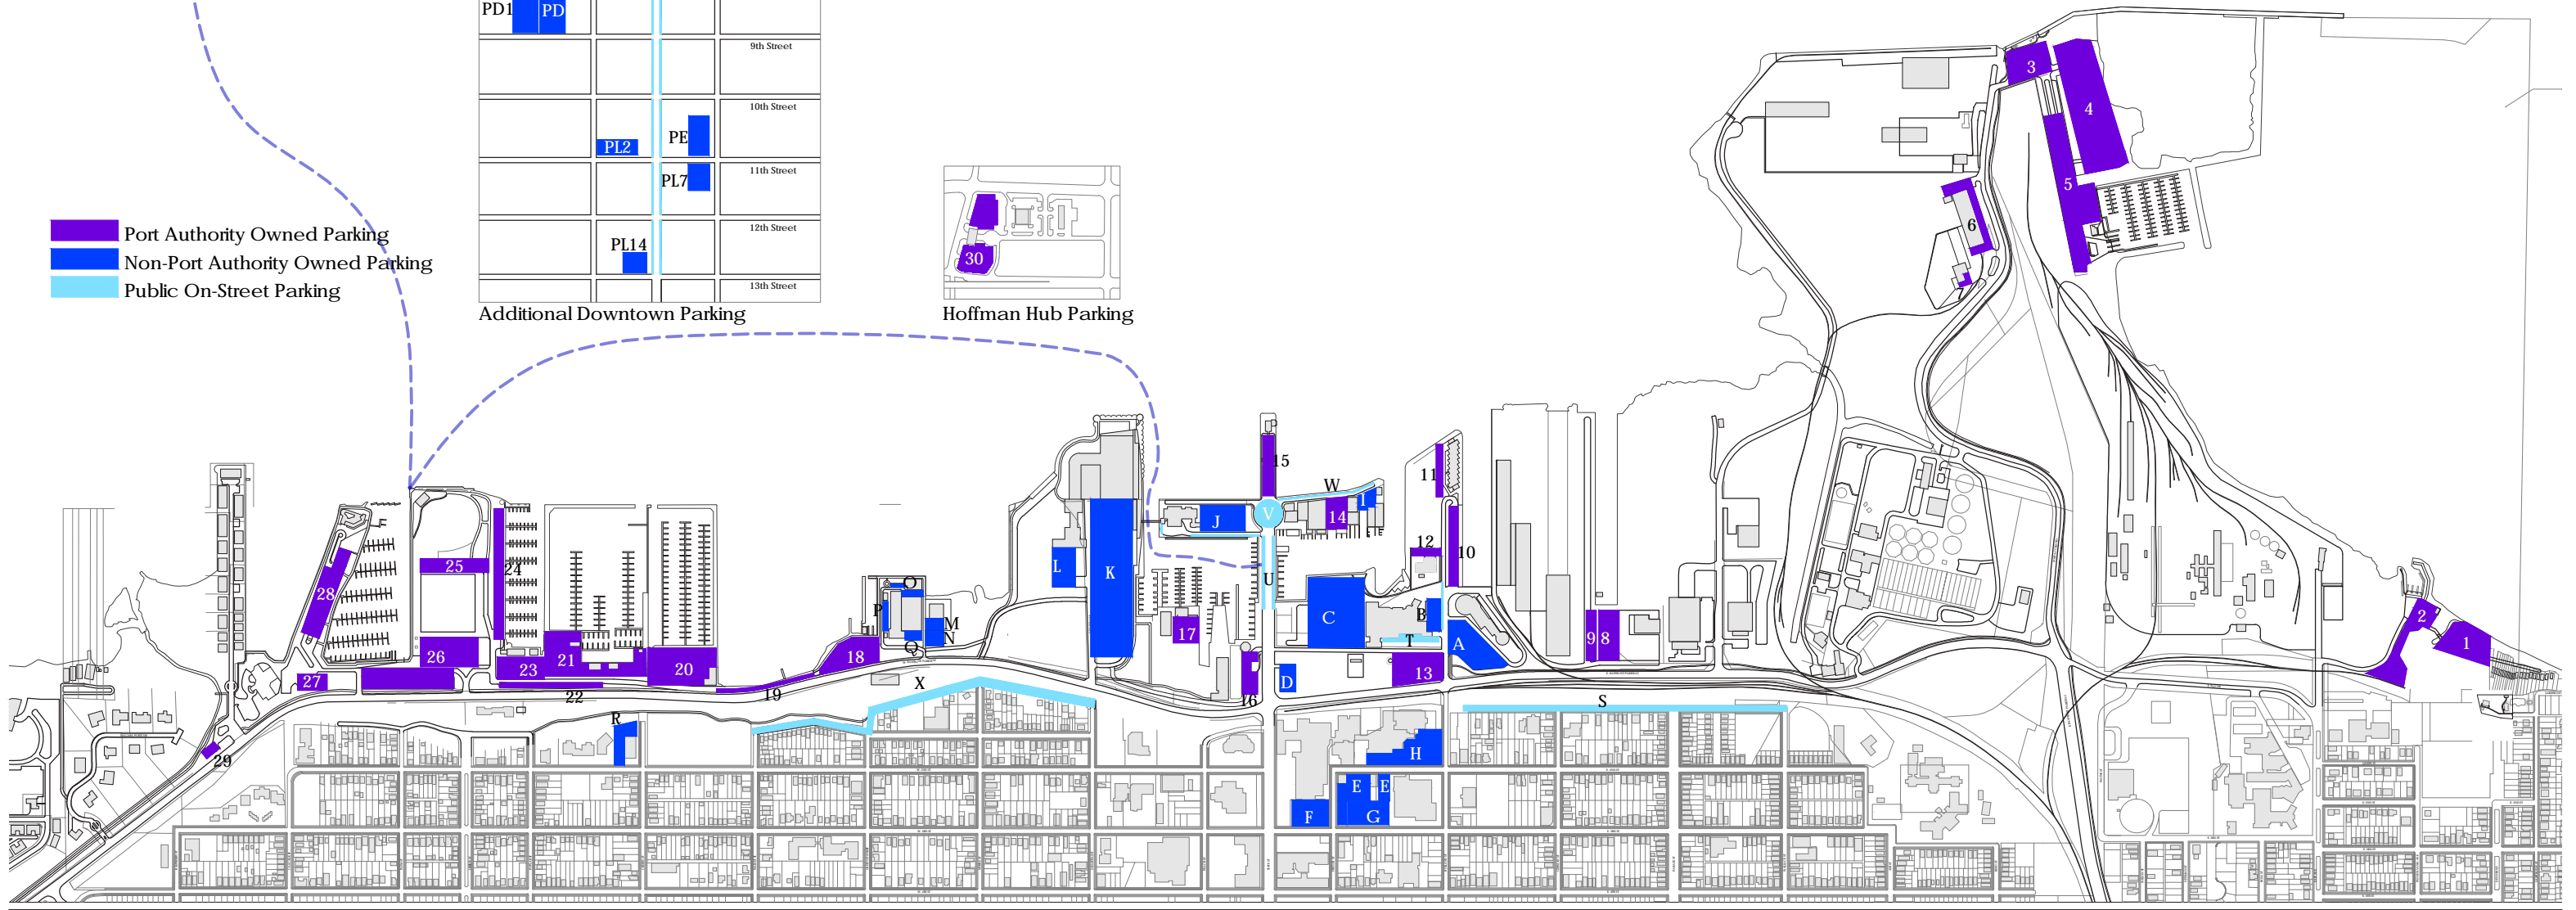 PD1 PD
9th Street
10th Street
PE
PL2
11th Street
PL7
12th Street
PL14
13th Street
Additional Downtown Parking
30
Hoffman Hub Parking
Port Authority Owned Parking
Non-Port Authority Owned Parking
Public On-Street Parking
3
4
5
6
7
15
11
W
I
14
V
J
12
10
24
25
L
K
U
28
O
P
M
N
B
C
T
Q
17
9 8
2
1
A
26
23
21
20
18
13
27
D
X
22
19
16
S
R
29
H
E E
F
G